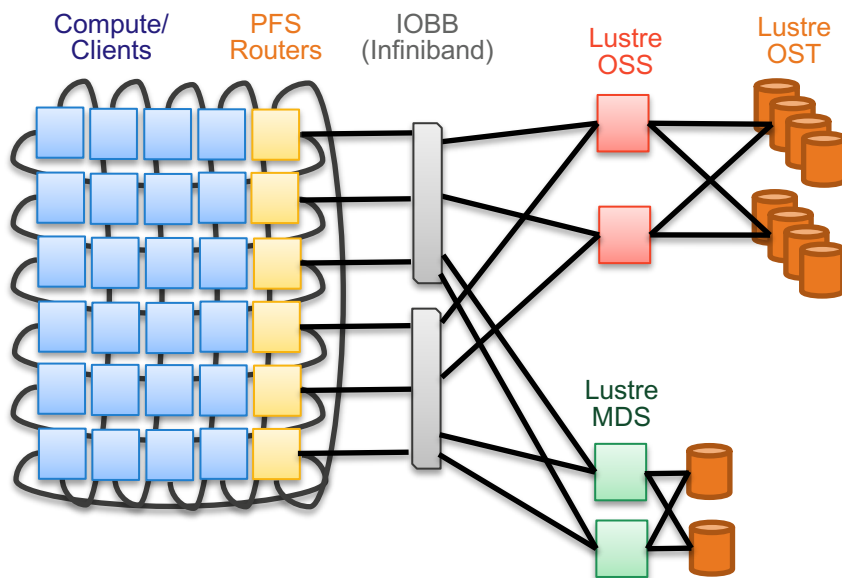 Compute/
Clients
PFS
Routers
IOBB
(Infiniband)
Lustre
OSS
Lustre
OST
Lustre
MDS